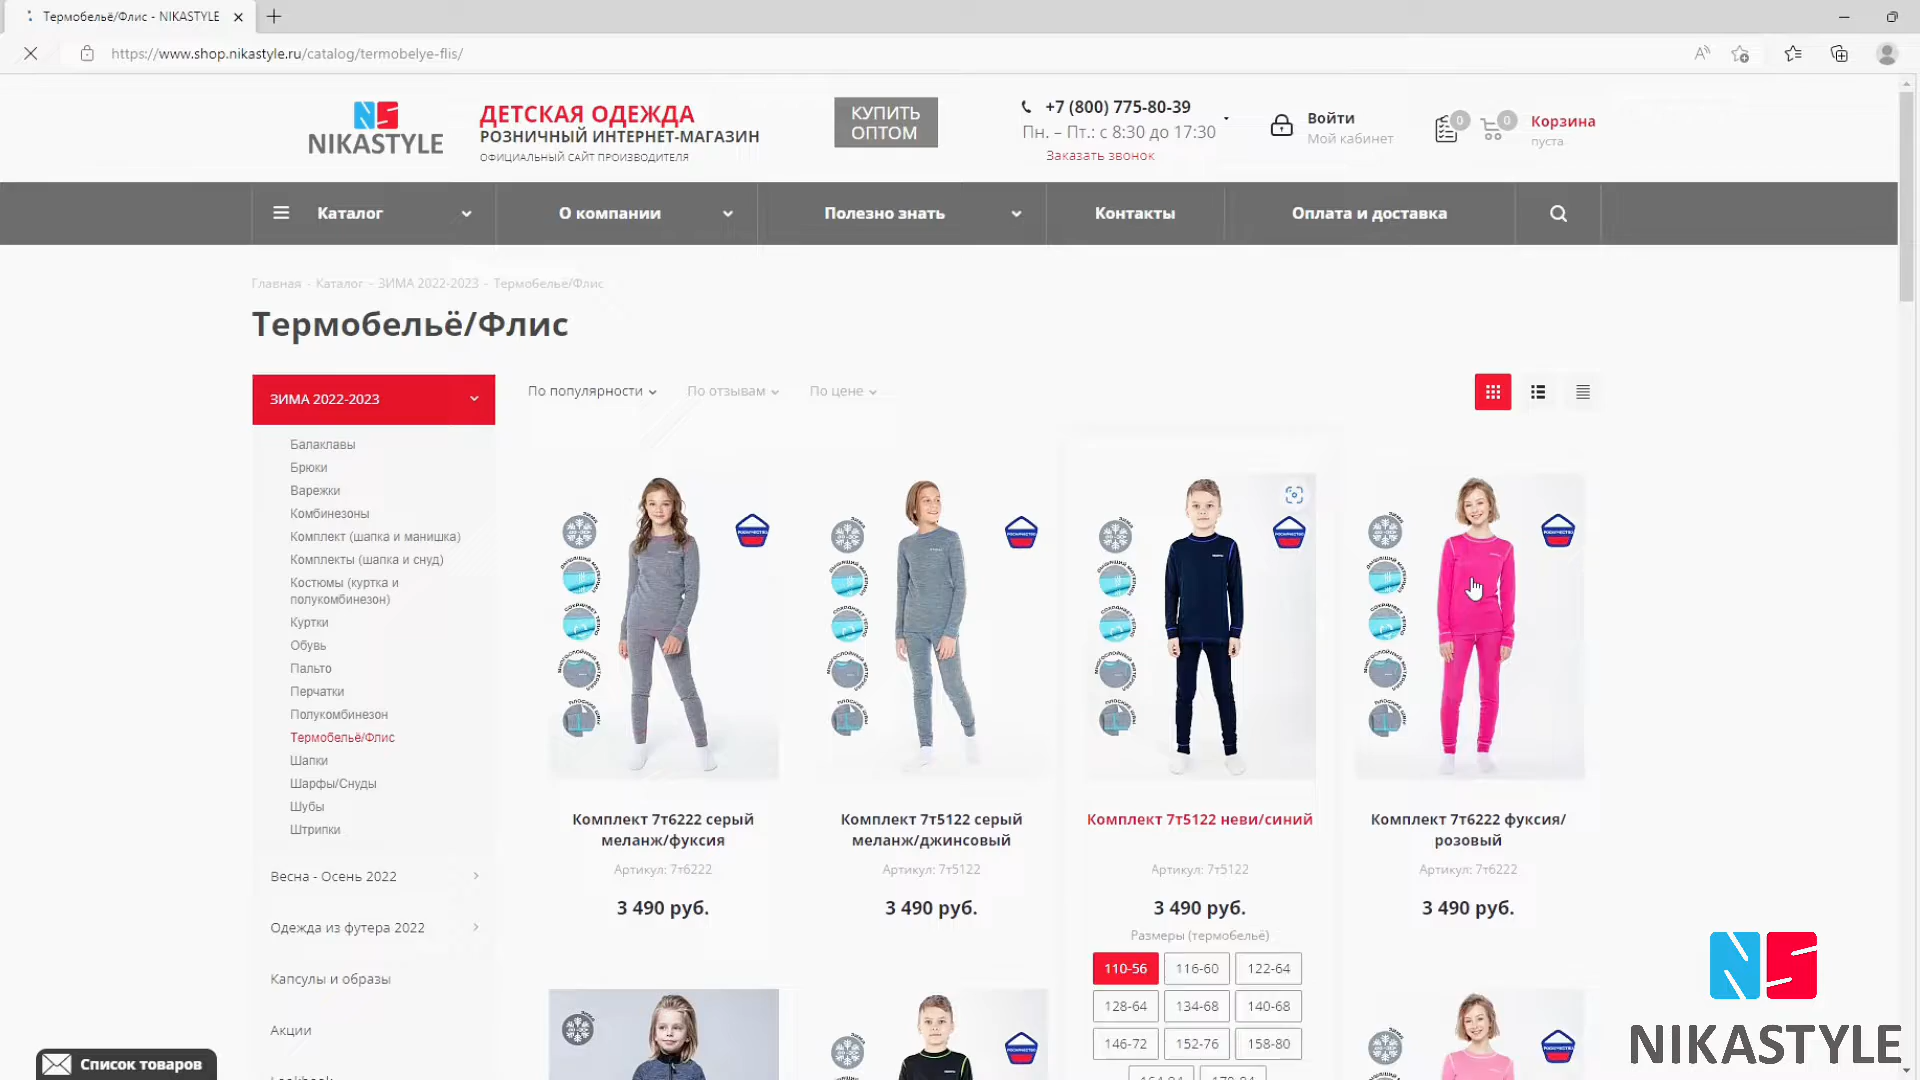 Термобельё/Флис - NIKASTYLE
https://www.shop.nikastyle.ru/catalog/termobelye-flis/
NIKASTYLE
ДЕТСКАЯ ОДЕЖДА
РОЗНИЧНЫЙ ИНТЕРНЕТ-МАГАЗИН
ОФИЦИАЛЬНЫЙ САЙТ ПРОИЗВОДИТЕЛЯ
КУПИТЬ
ОПТОМ
+7 (800) 775-80-39
Пн. – Пт.: с 8:30 до 17:30
Заказать звонок
Войти
Мой кабинет
0
0
Корзина
пуста
Каталог
О компании
Полезно знать
Контакты
Оплата и доставка
Главная - Каталог - ЗИМА 2022-2023 - Термобельё/Флис
Термобельё/Флис
ЗИМА 2022-2023
По популярности
По отзывам
По цене
Балаклавы
Брюки
Варежки
Комбинезоны
Комплект (шапка и манишка)
Комплекты (шапка и снуд)
Костюмы (куртка и
полукомбинезон)
Куртки
Обувь
Пальто
Перчатки
Полукомбинезон
Термобельё/Флис
Шапки
Шарфы/Снуды
Шубы
Штрипки
Весна - Осень 2022
Одежда из футера 2022
Капсулы и образы
Акции
Lookbook
Список товаров
Комплект 7т6222 серый
меланж/фуксия
Артикул: 7т6222
3 490 руб.
Комплект 7т5122 серый
меланж/джинсовый
Артикул: 7т5122
3 490 руб.
Комплект 7т5122 неви/синий
Артикул: 7т5122
3 490 руб.
Размеры (термобельё)
110-56 116-60 122-64
128-64 134-68 140-68
146-72 152-76 158-80
164-84 170-84
Комплект 7т6222 фуксия/
розовый
Артикул: 7т6222
3 490 руб.
NIKASTYLE